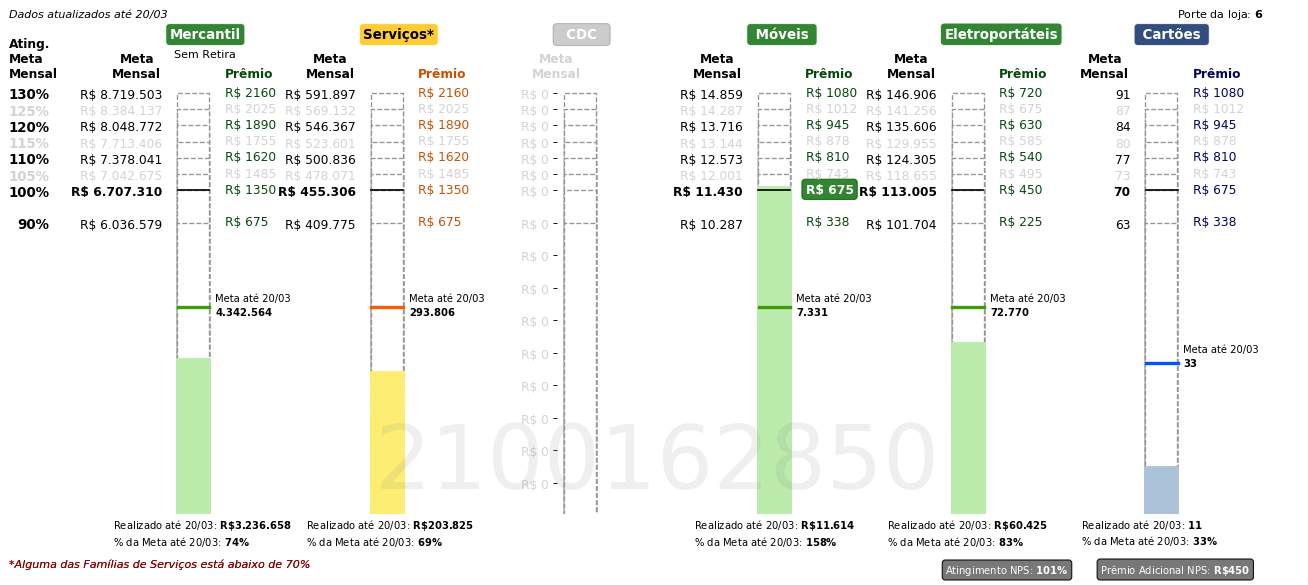 Dados atualizados até 20/03
Porte da loja: 6
Mercantil Serviços* CDC Móveis Eletroportáteis Cartões
Sem Retira
Ating. Meta Mensal
Meta Mensal Prêmio Meta Mensal Prêmio Meta Mensal Meta Mensal Prêmio Meta Mensal Prêmio Meta Mensal Prêmio
130% R$ 8.719.503 R$ 2160 R$ 591.897 R$ 2160 R$ 0 R$ 14.859 R$ 1080 R$ 146.906 R$ 720 91 R$ 1080
125% R$ 8.384.137 R$ 2025 R$ 569.132 R$ 2025 R$ 0 R$ 14.287 R$ 1012 R$ 141.256 R$ 675 87 R$ 1012
120% R$ 8.048.772 R$ 1890 R$ 546.367 R$ 1890 R$ 0 R$ 13.716 R$ 945 R$ 135.606 R$ 630 84 R$ 945
115% R$ 7.713.406 R$ 1755 R$ 523.601 R$ 1755 R$ 0 R$ 13.144 R$ 878 R$ 129.955 R$ 585 80 R$ 878
110% R$ 7.378.041 R$ 1620 R$ 500.836 R$ 1620 R$ 0 R$ 12.573 R$ 810 R$ 124.305 R$ 540 77 R$ 810
105% R$ 7.042.675 R$ 1485 R$ 478.071 R$ 1485 R$ 0 R$ 12.001 R$ 743 R$ 118.655 R$ 495 73 R$ 743
100% R$ 6.707.310 R$ 1350 R$ 455.306 R$ 1350 R$ 0 R$ 11.430 R$ 675 R$ 113.005 R$ 450 70 R$ 675
90% R$ 6.036.579 R$ 675 R$ 409.775 R$ 675 R$ 0 R$ 10.287 R$ 338 R$ 101.704 R$ 225 63 R$ 338
R$ 0
R$ 0
Meta até 20/03 Meta até 20/03 Meta até 20/03 Meta até 20/03
4.342.564 293.806 7.331 72.770
R$ 0
R$ 0
Meta até 20/03
33
R$ 0
R$ 0
R$ 0
R$ 0
2100162850
Realizado até 20/03: R$3.236.658 Realizado até 20/03: R$203.825 Realizado até 20/03: R$11.614 Realizado até 20/03: R$60.425 Realizado até 20/03: 11
% da Meta até 20/03: 74% % da Meta até 20/03: 69% % da Meta até 20/03: 158% % da Meta até 20/03: 83% % da Meta até 20/03: 33%
*Alguma das Famílias de Serviços está abaixo de 70%
Atingimento NPS: 101% Prêmio Adicional NPS: R$450